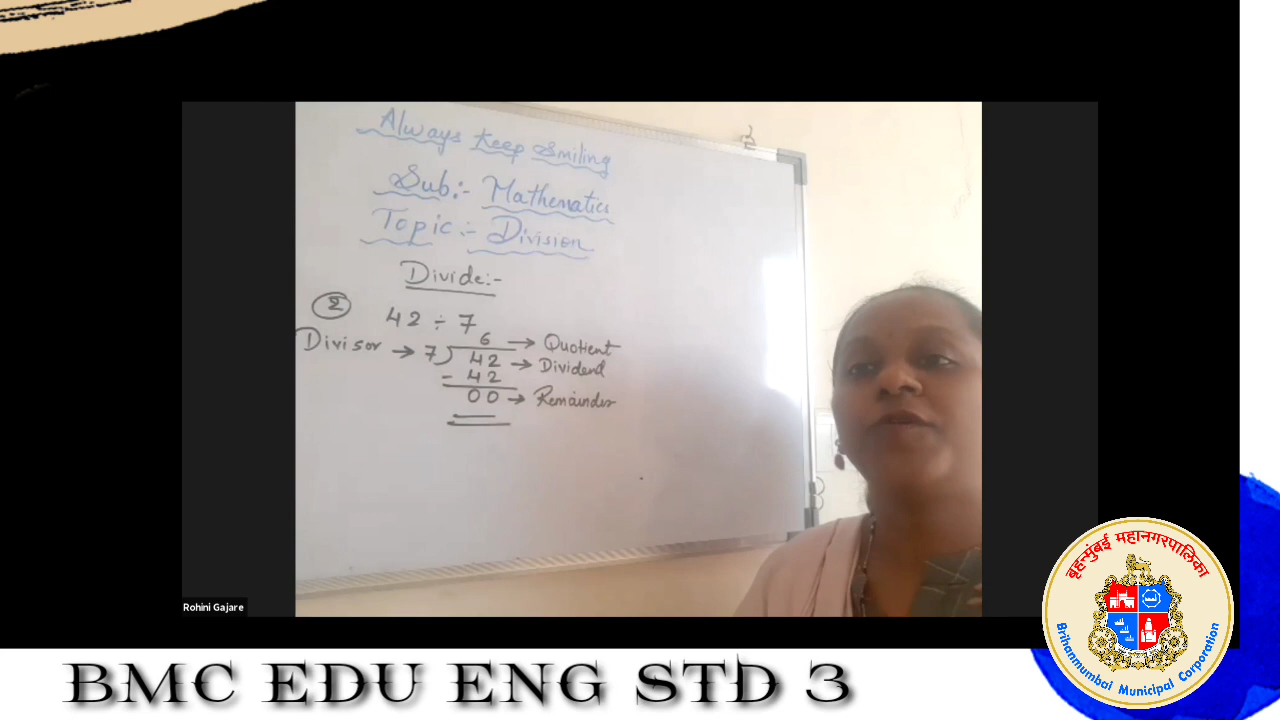 Always Keep Smiling
Sub:- Mathematics
Topic:- Division
Divide:-
2
42 ÷ 7
6 → Quotient
Divisor → 7) 42 → Dividend
- 42
00 → Remainder
Rohini Gajare
बृहन्मुंबई महानगरपालिका
Brihanmumbai Municipal Corporation
BMC EDU ENG STD 3